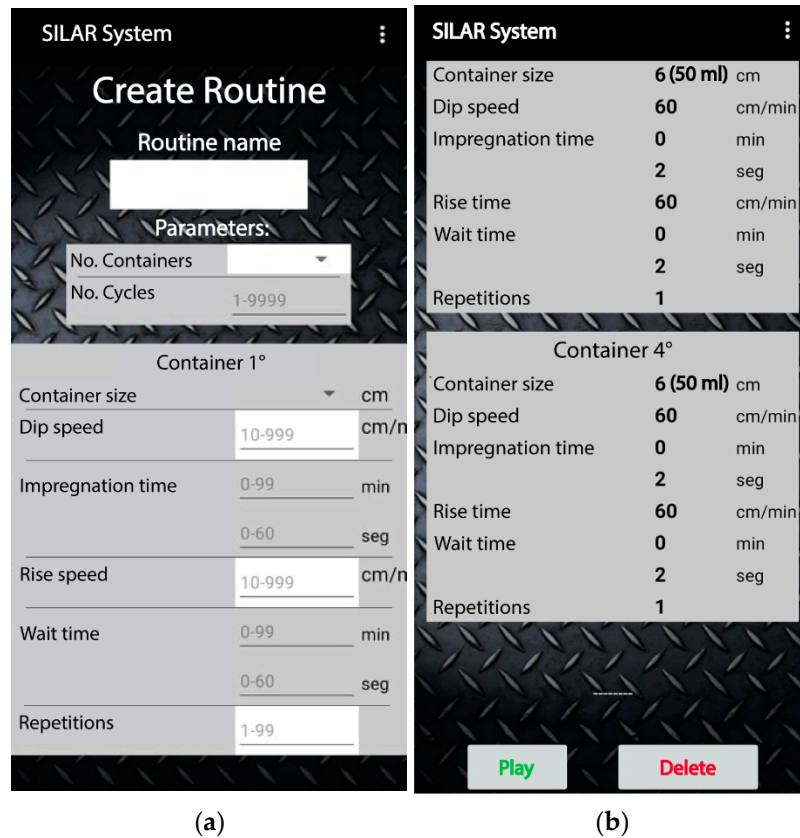 SILAR System
Create Routine
Routine name
Parameters:
No. Containers
No. Cycles 1-9999
Container 1°
Container size cm
Dip speed 10-999 cm/m
Impregnation time 0-99 min
0-60 seg
Rise speed 10-999 cm/m
Wait time 0-99 min
0-60 seg
Repetitions 1-99
(a)
SILAR System
Container size 6 (50 ml) cm
Dip speed 60 cm/min
Impregnation time 0 min
2 seg
Rise time 60 cm/min
Wait time 0 min
2 seg
Repetitions 1
Container 4°
Container size 6 (50 ml) cm
Dip speed 60 cm/min
Impregnation time 0 min
2 seg
Rise time 60 cm/min
Wait time 0 min
2 seg
Repetitions 1
--------
Play Delete
(b)